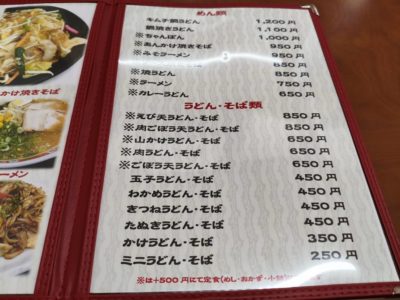 かけ焼きそば
ーメン
めん類
キムチ鍋うどん 1,200円
鍋焼きうどん 1,100円
※ちゃんぽん 1,000円
※あんかけ焼きそば 950円
※みそラーメン 850円
850円
※焼うどん 850円
※ラーメン 750円
※カレーうどん 650円
うどん・そば類
※えび天うどん・そば 850円
※肉ごぼう天うどん・そば 850円
※山かけうどん・そば 650円
※肉うどん・そば 650円
※ごぼう天うどん・そば 650円
玉子うどん・そば 450円
わかめうどん・そば 450円
きつねうどん・そば 450円
たぬきうどん・そば 450円
かけうどん・そば 350円
ミニうどん・そば 250円
※は+500円にて定食(めし・おかず・小鉢)